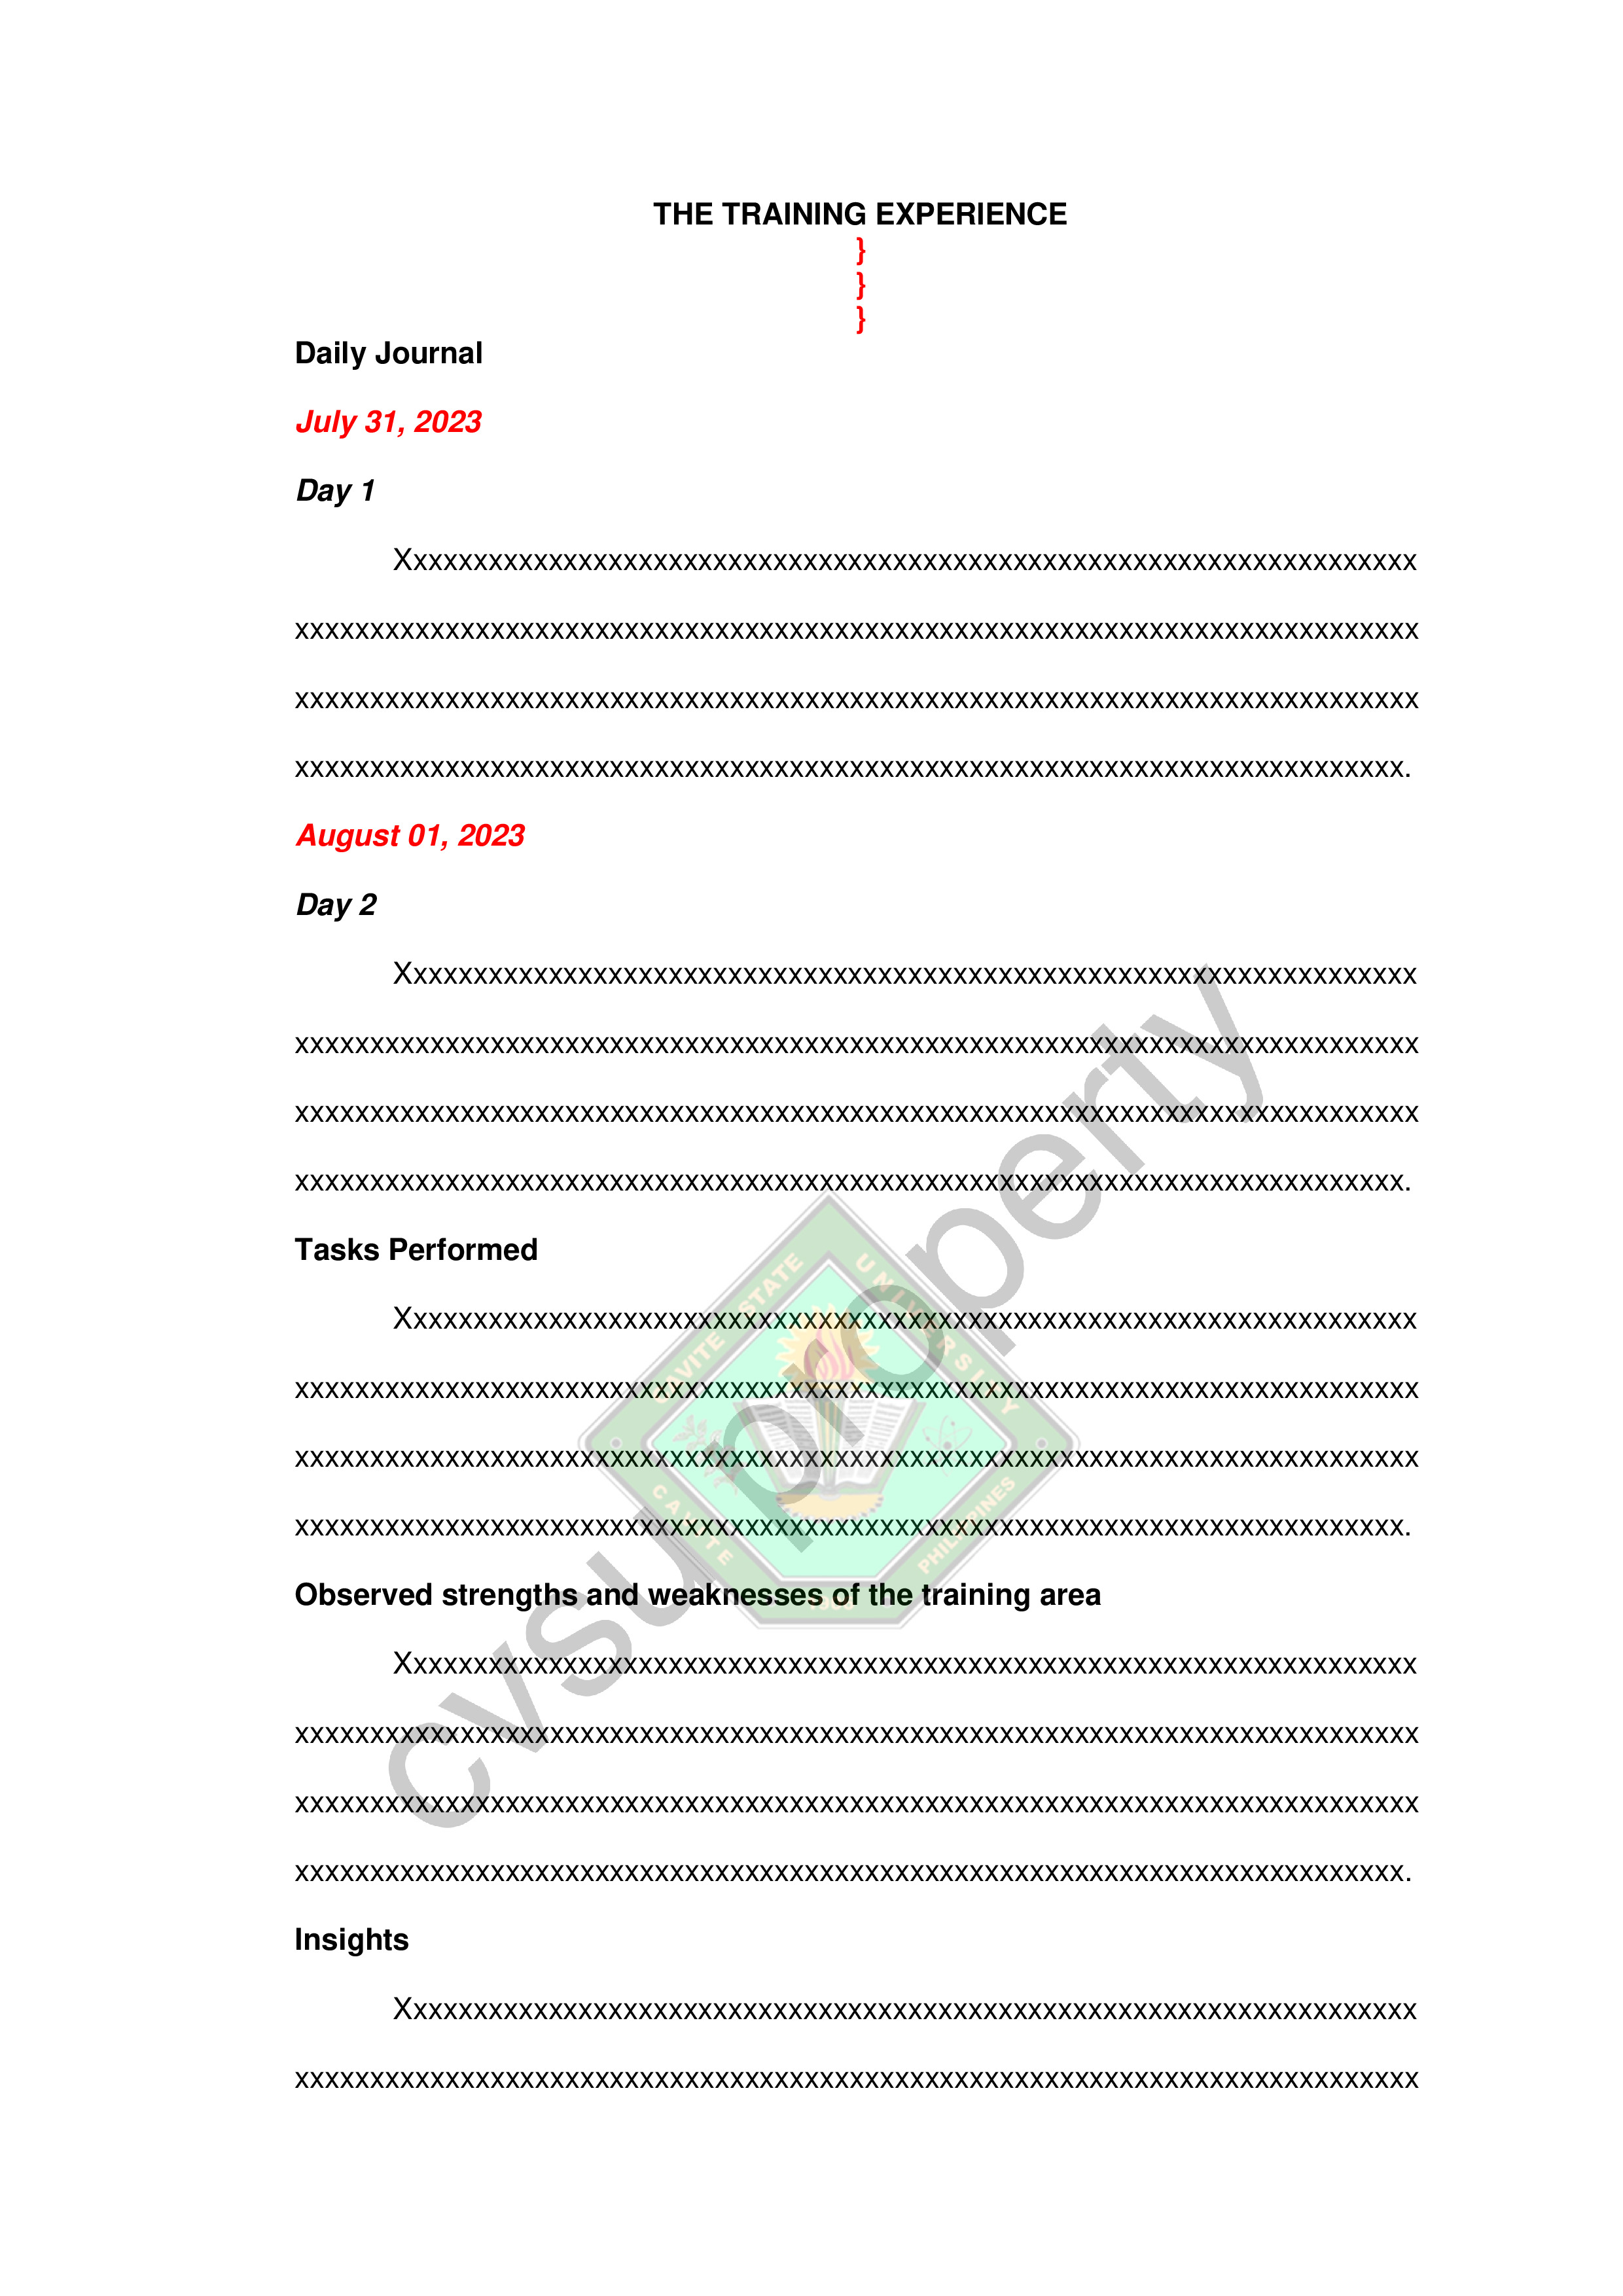 THE TRAINING EXPERIENCE
}
}
}
Daily Journal
July 31, 2023
Day 1
Xxxxxxxxxxxxxxxxxxxxxxxxxxxxxxxxxxxxxxxxxxxxxxxxxxxxxxxxxxxxxxxxxxxx
xxxxxxxxxxxxxxxxxxxxxxxxxxxxxxxxxxxxxxxxxxxxxxxxxxxxxxxxxxxxxxxxxxxxxxxxxxx
xxxxxxxxxxxxxxxxxxxxxxxxxxxxxxxxxxxxxxxxxxxxxxxxxxxxxxxxxxxxxxxxxxxxxxxxxxx
xxxxxxxxxxxxxxxxxxxxxxxxxxxxxxxxxxxxxxxxxxxxxxxxxxxxxxxxxxxxxxxxxxxxxxxxxx.
August 01, 2023
Day 2
Xxxxxxxxxxxxxxxxxxxxxxxxxxxxxxxxxxxxxxxxxxxxxxxxxxxxxxxxxxxxxxxxxxxx
xxxxxxxxxxxxxxxxxxxxxxxxxxxxxxxxxxxxxxxxxxxxxxxxxxxxxxxxxxxxxxxxxxxxxxxxxxx
xxxxxxxxxxxxxxxxxxxxxxxxxxxxxxxxxxxxxxxxxxxxxxxxxxxxxxxxxxxxxxxxxxxxxxxxxxx
xxxxxxxxxxxxxxxxxxxxxxxxxxxxxxxxxxxxxxxxxxxxxxxxxxxxxxxxxxxxxxxxxxxxxxxxxx.
Tasks Performed
Xxxxxxxxxxxxxxxxxxxxxxxxxxxxxxxxxxxxxxxxxxxxxxxxxxxxxxxxxxxxxxxxxxxx
xxxxxxxxxxxxxxxxxxxxxxxxxxxxxxxxxxxxxxxxxxxxxxxxxxxxxxxxxxxxxxxxxxxxxxxxxxx
xxxxxxxxxxxxxxxxxxxxxxxxxxxxxxxxxxxxxxxxxxxxxxxxxxxxxxxxxxxxxxxxxxxxxxxxxxx
xxxxxxxxxxxxxxxxxxxxxxxxxxxxxxxxxxxxxxxxxxxxxxxxxxxxxxxxxxxxxxxxxxxxxxxxxx.
Observed strengths and weaknesses of the training area
Xxxxxxxxxxxxxxxxxxxxxxxxxxxxxxxxxxxxxxxxxxxxxxxxxxxxxxxxxxxxxxxxxxxx
xxxxxxxxxxxxxxxxxxxxxxxxxxxxxxxxxxxxxxxxxxxxxxxxxxxxxxxxxxxxxxxxxxxxxxxxxxx
xxxxxxxxxxxxxxxxxxxxxxxxxxxxxxxxxxxxxxxxxxxxxxxxxxxxxxxxxxxxxxxxxxxxxxxxxxx
xxxxxxxxxxxxxxxxxxxxxxxxxxxxxxxxxxxxxxxxxxxxxxxxxxxxxxxxxxxxxxxxxxxxxxxxxx.
Insights
Xxxxxxxxxxxxxxxxxxxxxxxxxxxxxxxxxxxxxxxxxxxxxxxxxxxxxxxxxxxxxxxxxxxx
xxxxxxxxxxxxxxxxxxxxxxxxxxxxxxxxxxxxxxxxxxxxxxxxxxxxxxxxxxxxxxxxxxxxxxxxxxx
cvsu property
CAVITE STATE UNIVERSITY
CAVITE PHILIPPINES